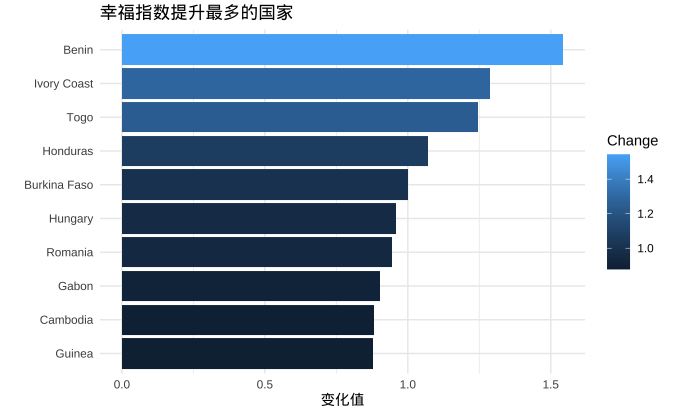 幸福指数提升最多的国家
Benin
Ivory Coast
Togo
Honduras
Burkina Faso
Hungary
Romania
Gabon
Cambodia
Guinea
0.0 0.5 1.0 1.5
变化值
Change
1.4
1.2
1.0